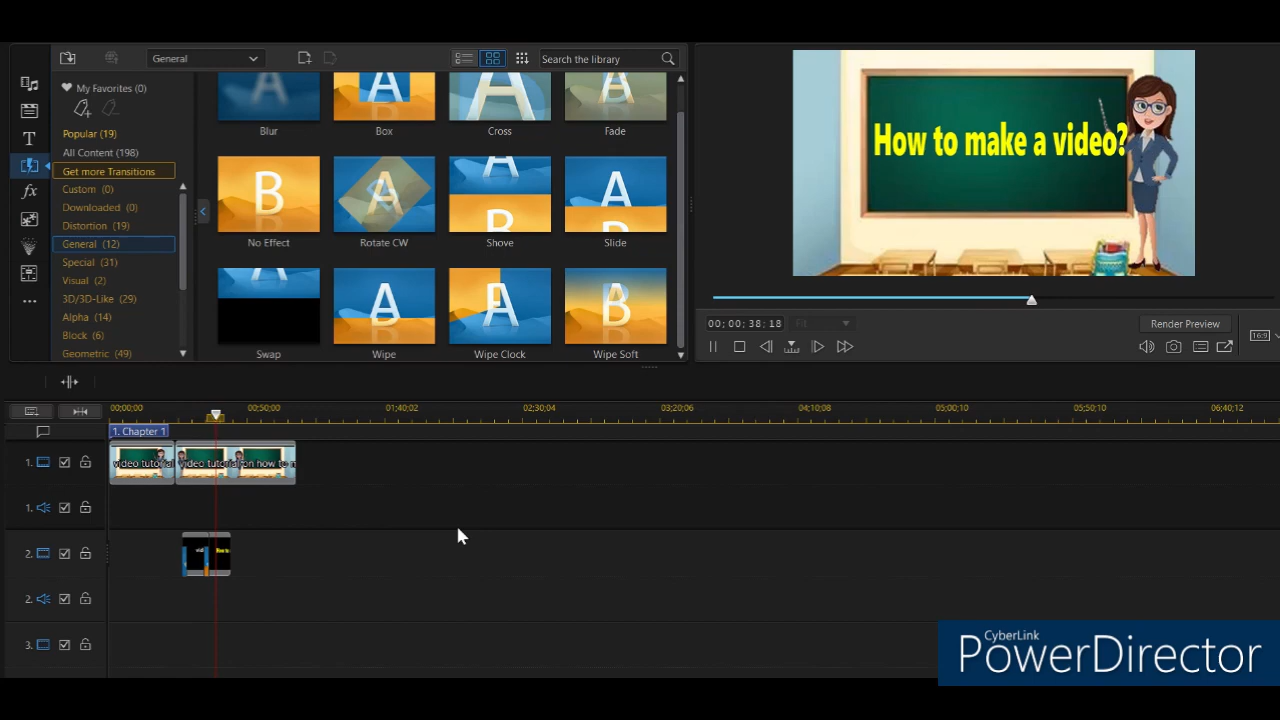 General
Search the library
My Favorites (0)
Popular (19)
All Content (198)
Get more Transitions
Custom (0)
Downloaded (0)
Distortion (19)
General (12)
Special (31)
Visual (2)
3D/3D-Like (29)
Alpha (14)
Block (6)
Geometric (49)
Blur
Box
Cross
Fade
No Effect
Rotate CW
Shove
Slide
Swap
Wipe
Wipe Clock
Wipe Soft
How to make a video?
00; 00; 38; 18
Fit
Render Preview
16:9
00;00;00
00;50;00
01;40;02
02;30;04
03;20;06
04;10;08
05;00;10
05;50;10
06;40;12
1. Chapter 1
1.
video tutorial
video tutorial on how to m
1.
2.
2.
3.
CyberLink
PowerDirector